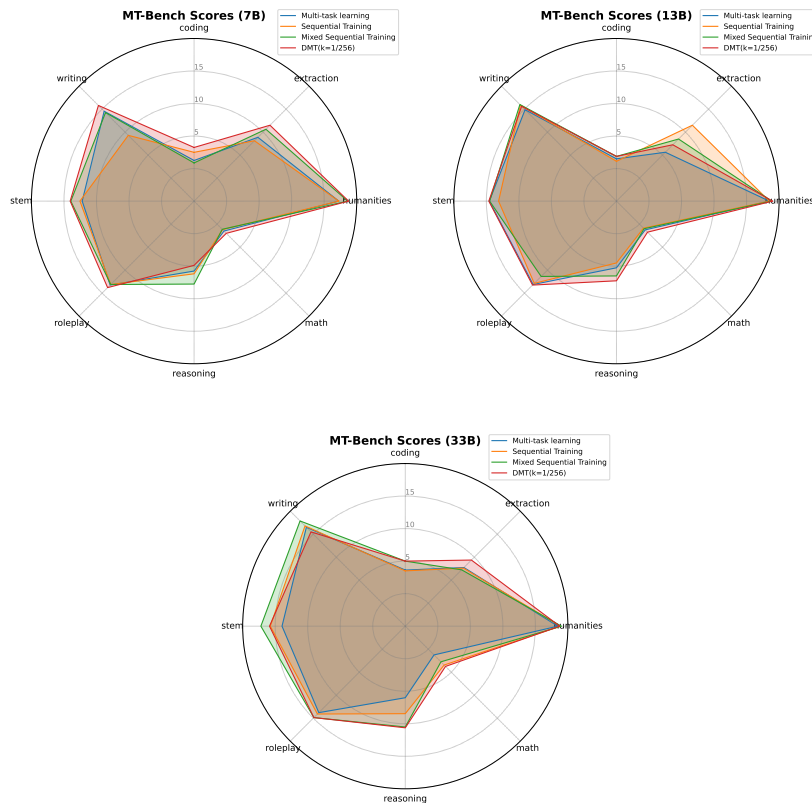 MT-Bench Scores (7B)
Multi-task learning
Sequential Training
Mixed Sequential Training
DMT(k=1/256)
coding
writing
extraction
15
10
5
stem
humanities
roleplay
math
reasoning
MT-Bench Scores (13B)
Multi-task learning
Sequential Training
Mixed Sequential Training
DMT(k=1/256)
coding
writing
extraction
15
10
5
stem
humanities
roleplay
math
reasoning
MT-Bench Scores (33B)
Multi-task learning
Sequential Training
Mixed Sequential Training
DMT(k=1/256)
coding
writing
extraction
15
10
5
stem
humanities
roleplay
math
reasoning